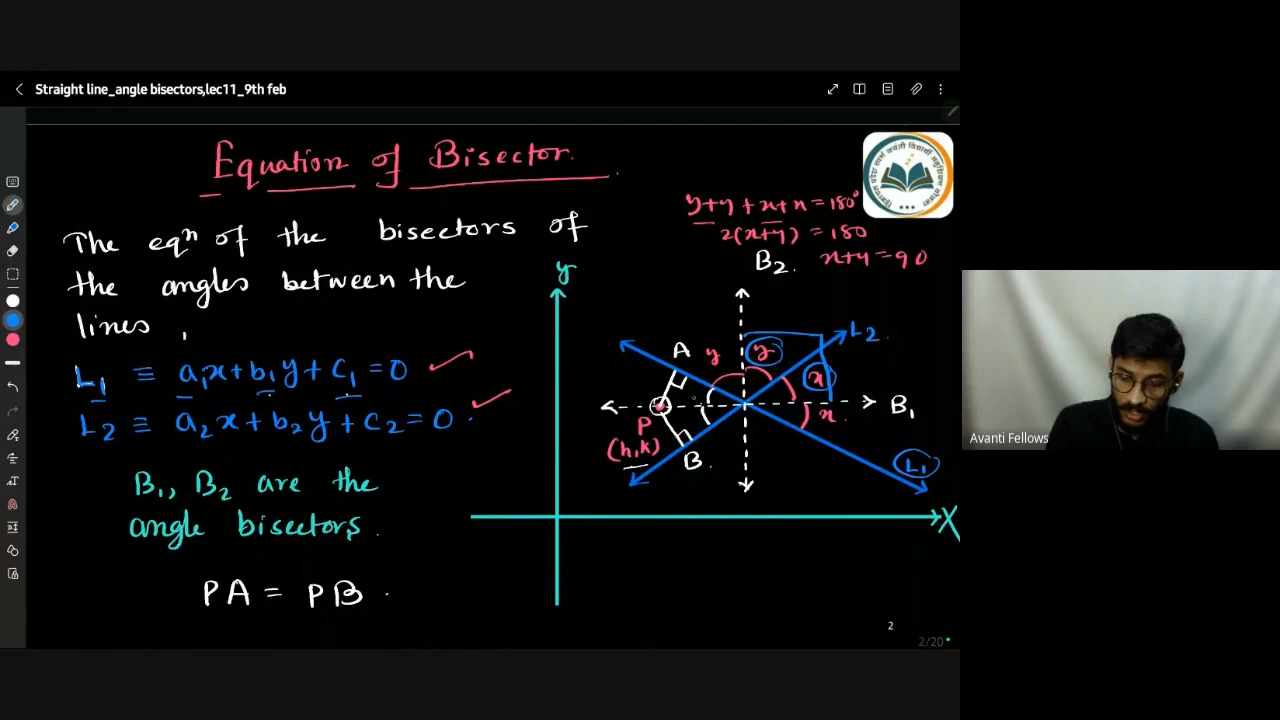 Straight line_angle bisectors,lec11_9th feb
Equation of Bisector.
The eqⁿ of the bisectors of
the angles between the
lines,
L₁ ≡ a₁x+b₁y+c₁=0
L₂ ≡ a₂x+b₂y+c₂=0.
B₁, B₂ are the
angle bisectors.
PA = PB.
y+y+x+x=180°
2(x+y) = 180
x+y=90
B₂.
y
L₂.
A
y
y
x
x
B₁
P
(h,k)
B.
L₁
X
2
2/20
Avanti Fellows